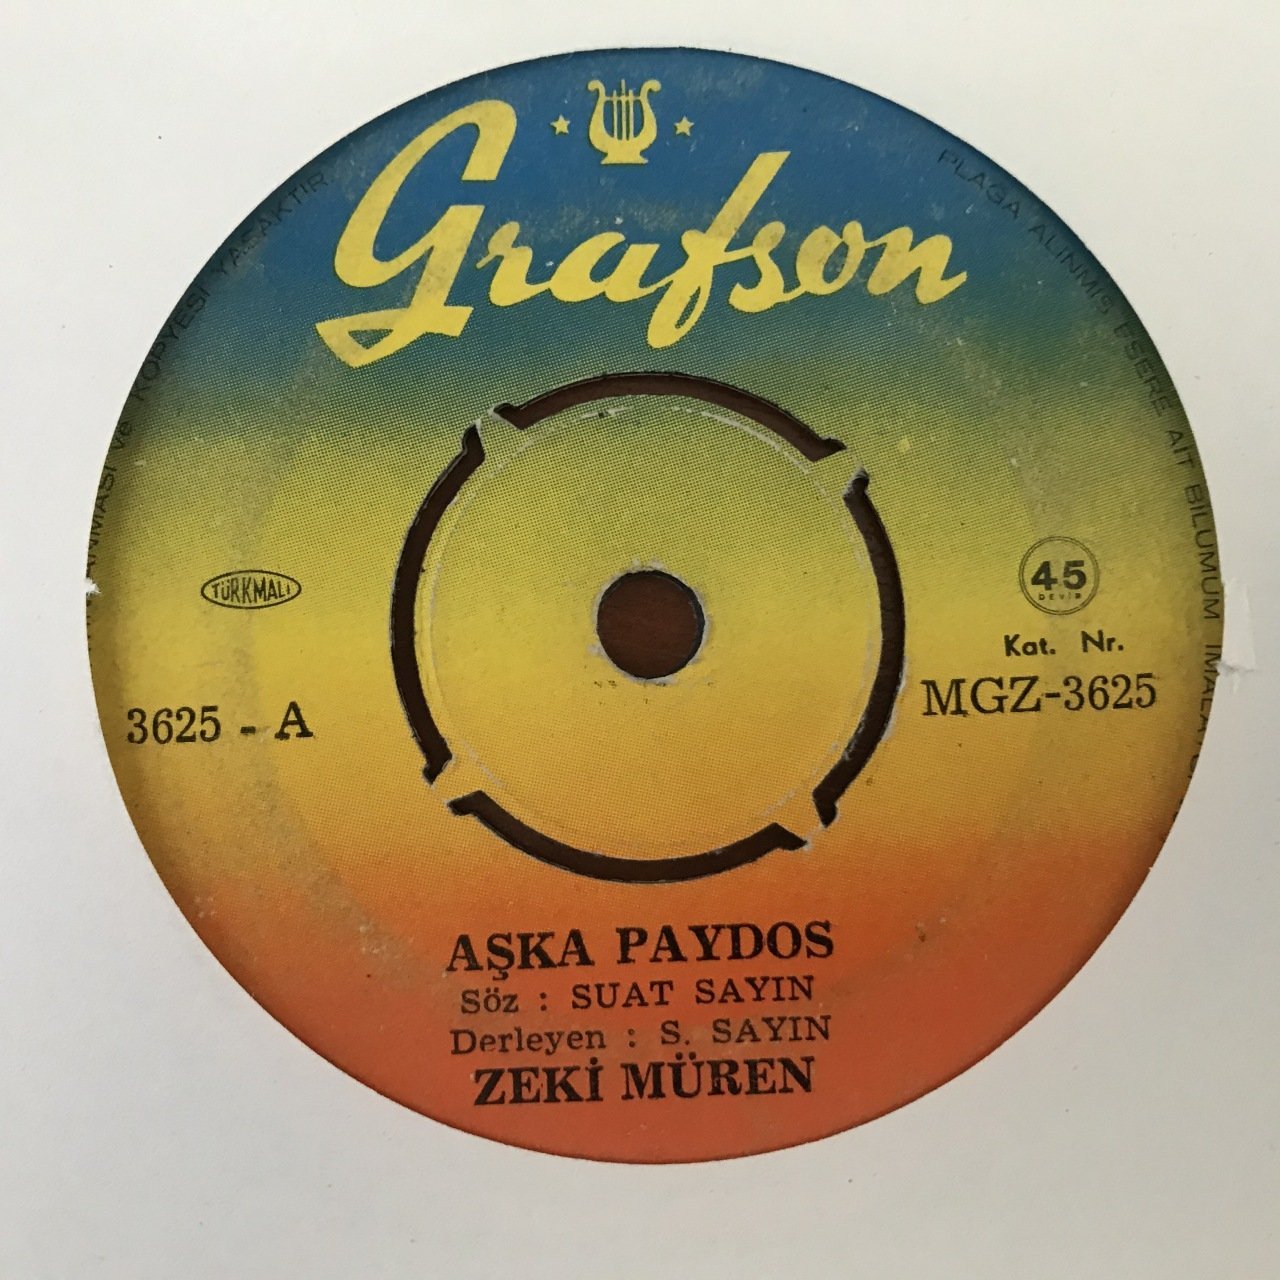 Grafson
PLAĞA ALINMIŞ ESERE AİT BİLUMUM
VE KOPYESİ YASAKTIR
TÜRKMALI
45
DEVİR
Kat. Nr.
3625 - A
MGZ-3625
AŞKA PAYDOS
Söz : SUAT SAYIN
Derleyen : S. SAYIN
ZEKİ MÜREN